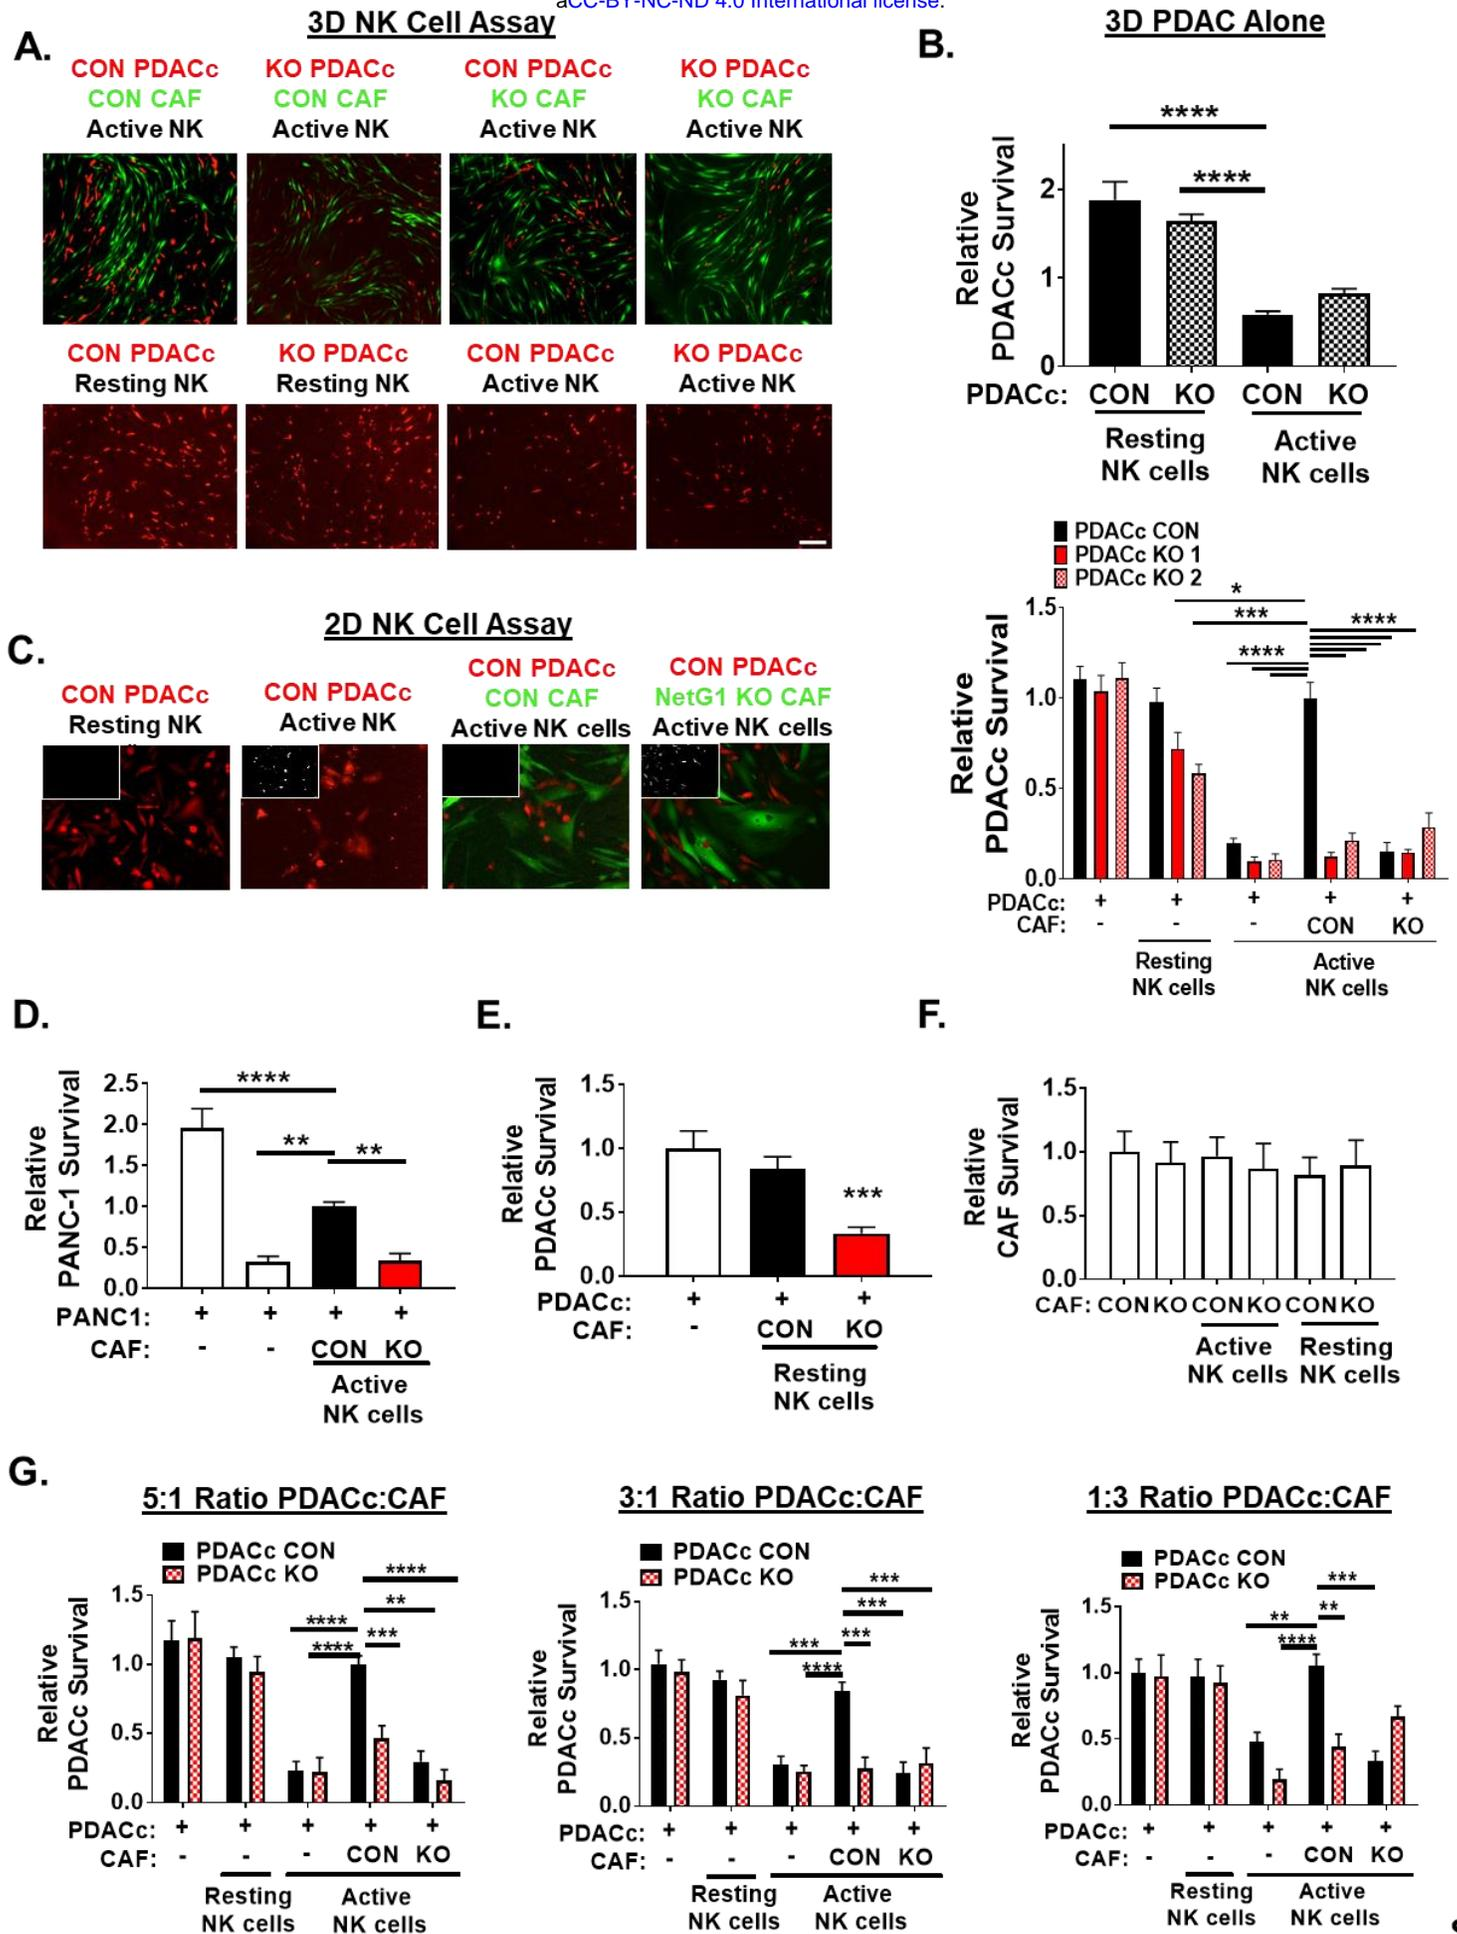 aCC-BY-NC-ND 4.0 International license.
A.
3D NK Cell Assay
CON PDACc
CON CAF
Active NK
KO PDACc
CON CAF
Active NK
CON PDACc
KO CAF
Active NK
KO PDACc
KO CAF
Active NK
CON PDACc
Resting NK
KO PDACc
Resting NK
CON PDACc
Active NK
KO PDACc
Active NK
B.
3D PDAC Alone
****
****
Relative
PDACc Survival
2
1
0
PDACc: CON KO CON KO
Resting
NK cells
Active
NK cells
C.
2D NK Cell Assay
CON PDACc
Resting NK
CON PDACc
Active NK
CON PDACc
CON CAF
Active NK cells
CON PDACc
NetG1 KO CAF
Active NK cells
PDACc CON
PDACc KO 1
PDACc KO 2
*
***
****
****
Relative
PDACc Survival
1.5
1.0
0.5
0.0
PDACc: + + + + +
CAF: - - - CON KO
Resting
NK cells
Active
NK cells
D.
****
**
**
Relative
PANC-1 Survival
2.5
2.0
1.5
1.0
0.5
0.0
PANC1: + + + +
CAF: - - CON KO
Active
NK cells
E.
***
Relative
PDACc Survival
1.5
1.0
0.5
0.0
PDACc: + + +
CAF: - CON KO
Resting
NK cells
F.
Relative
CAF Survival
1.5
1.0
0.5
0.0
CAF: CON KO CON KO CON KO
Active
NK cells
Resting
NK cells
G.
5:1 Ratio PDACc:CAF
PDACc CON
PDACc KO
****
**
****
***
****
Relative
PDACc Survival
1.5
1.0
0.5
0.0
PDACc: + + + + +
CAF: - - - CON KO
Resting
NK cells
Active
NK cells
3:1 Ratio PDACc:CAF
PDACc CON
PDACc KO
***
***
***
***
****
Relative
PDACc Survival
1.5
1.0
0.5
0.0
PDACc: + + + + +
CAF: - - - CON KO
Resting
NK cells
Active
NK cells
1:3 Ratio PDACc:CAF
PDACc CON
PDACc KO
***
**
**
****
Relative
PDACc Survival
1.5
1.0
0.5
0.0
PDACc: + + + + +
CAF: - - - CON KO
Resting
NK cells
Active
NK cells